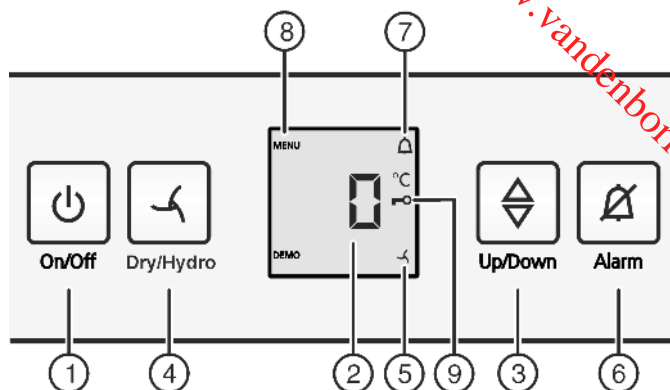 8 7
www.vandenborre
MENU
°C
0
On/Off Dry/Hydro
DEMO
Up/Down Alarm
1 4 2 5 9 3 6